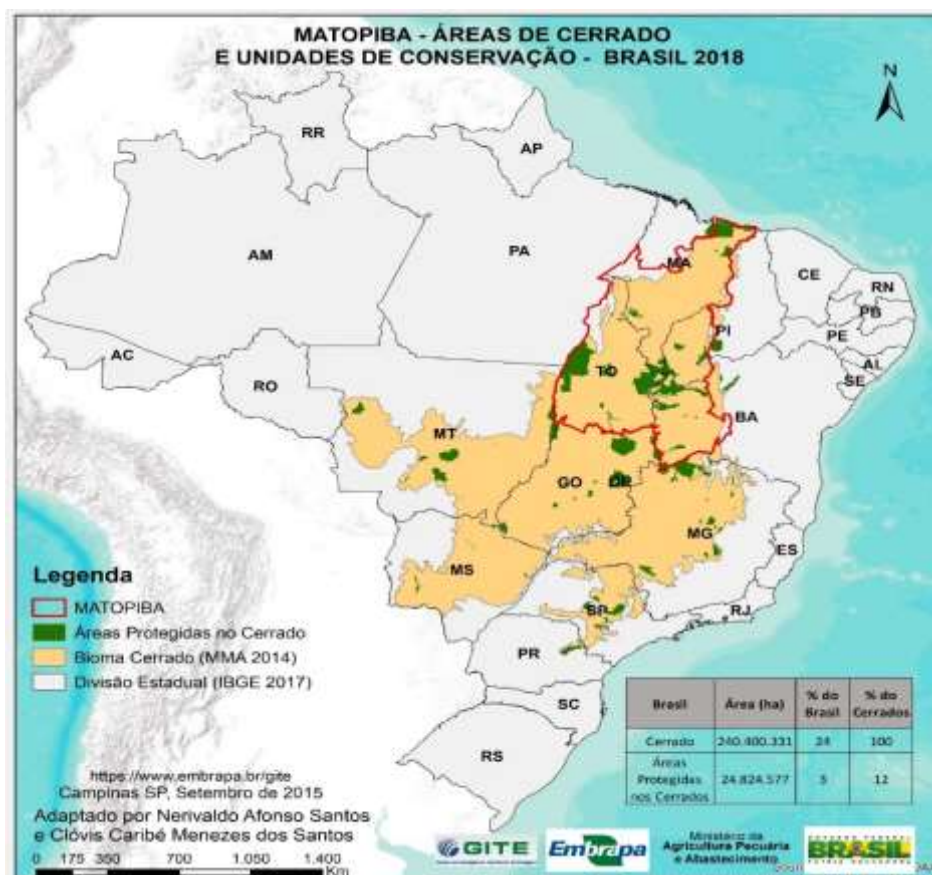 MATOPIBA - ÁREAS DE CERRADO
E UNIDADES DE CONSERVAÇÃO - BRASIL 2018
N
RR
AP
AM
PA
MA
CE
RN
PB
PI
PE
AL
SE
AC
RO
TO
BA
MT
GO
DF
MG
ES
MS
SP
RJ
PR
SC
RS
Legenda
MATOPIBA
Áreas Protegidas no Cerrado
Bioma Cerrado (MMA 2014)
Divisão Estadual (IBGE 2017)
Brasil Área (ha) % do Brasil % do Cerrados
Cerrado 240.400.331 24 100
Áreas Protegidas nos Cerrados 24.824.577 3 12
https://www.embrapa.br/gite
Campinas SP, Setembro de 2015
Adaptado por Nerivaldo Afonso Santos
e Clóvis Caribé Menezes dos Santos
0 175 350 700 1.050 1.400
Km
GITE
Embrapa
Ministério da
Agricultura Pecuária
e Abastecimento
GOVERNO FEDERAL
BRASIL